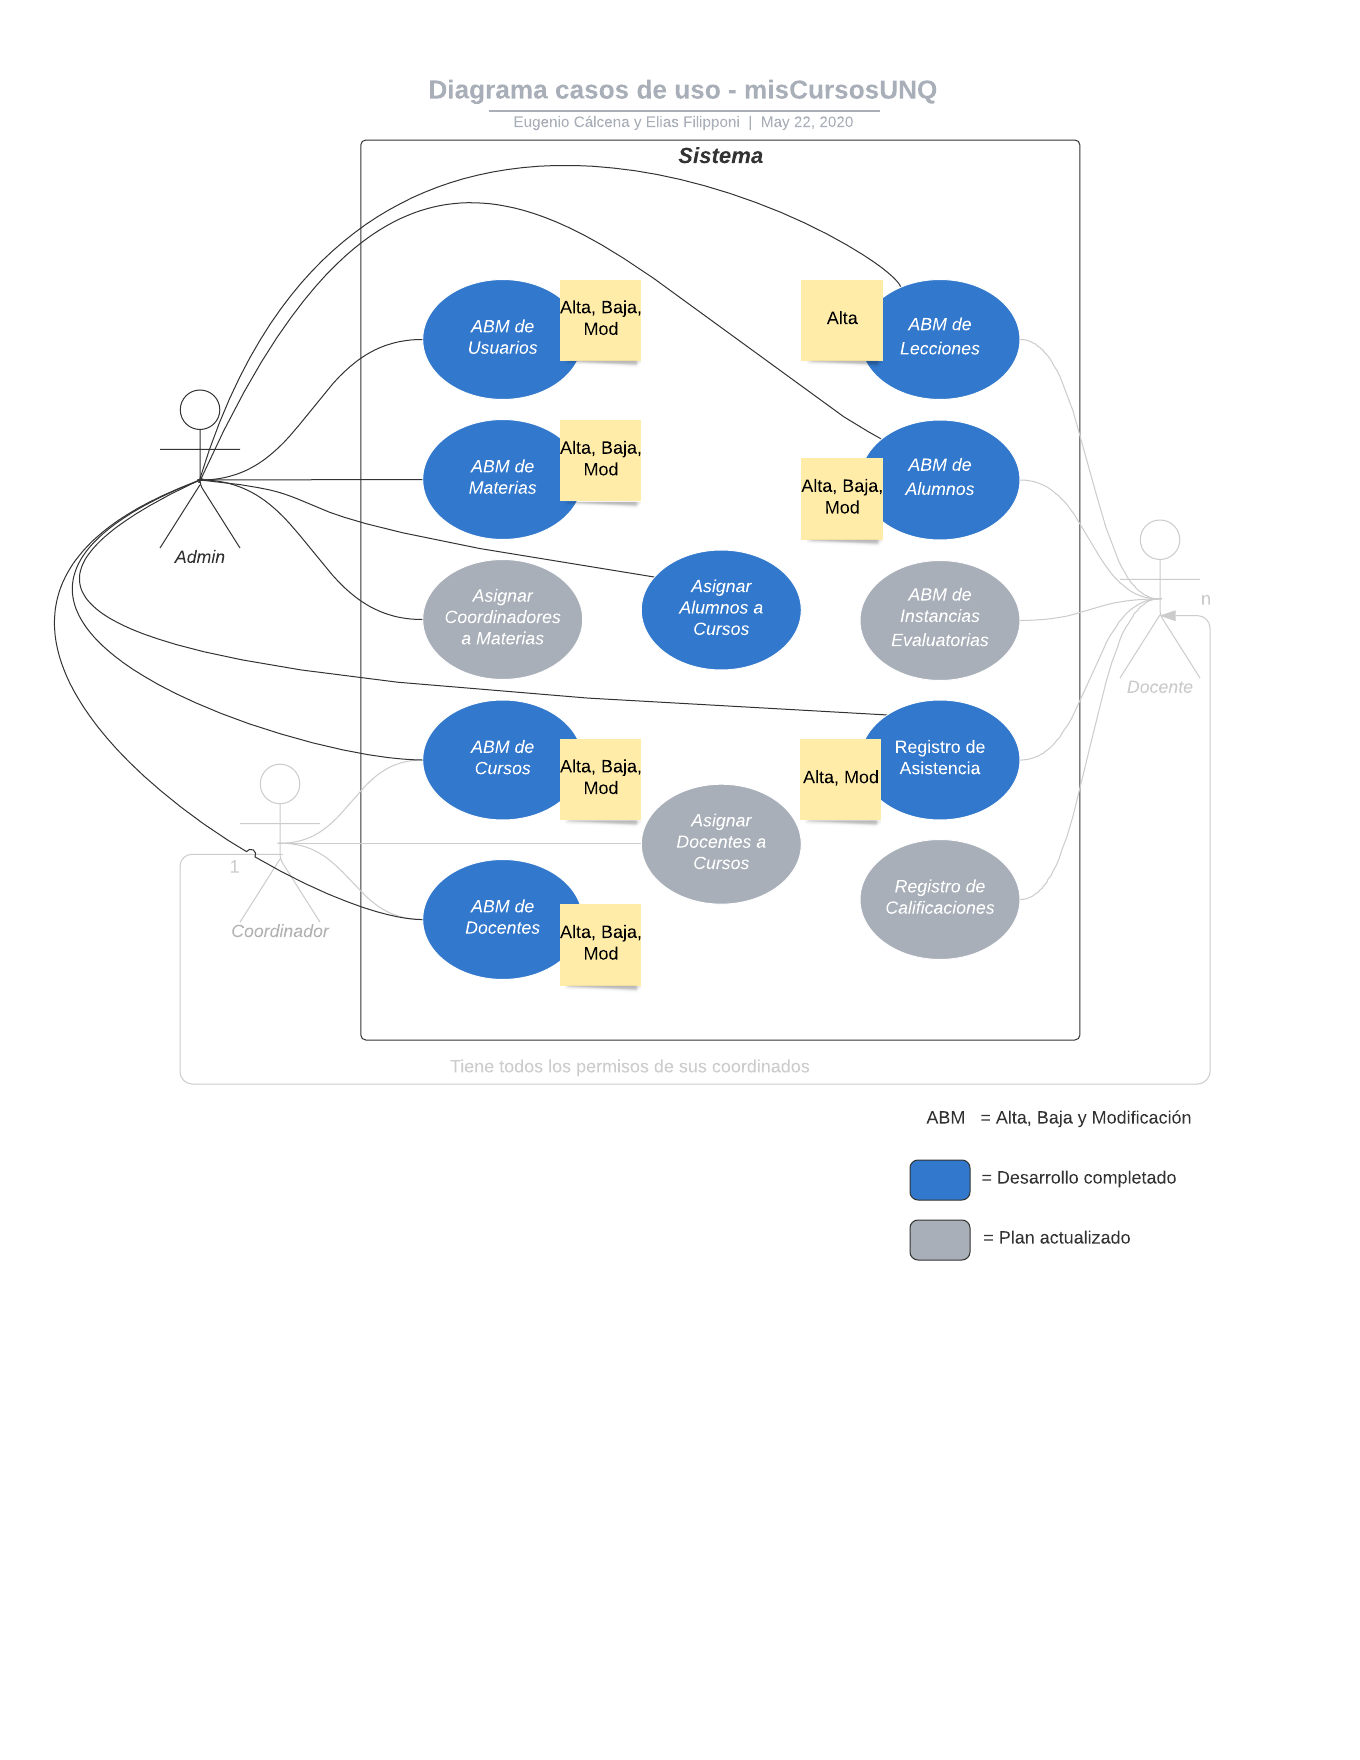 Diagrama casos de uso - misCursosUNQ
Eugenio Cálcena y Elias Filipponi | May 22, 2020
Sistema
ABM de
Usuarios
Alta, Baja,
Mod
Alta
ABM de
Lecciones
ABM de
Materias
Alta, Baja,
Mod
Alta, Baja,
Mod
ABM de
Alumnos
Admin
Asignar
Coordinadores
a Materias
Asignar
Alumnos a
Cursos
ABM de
Instancias
Evaluatorias
n
Docente
ABM de
Cursos
Alta, Baja,
Mod
Alta, Mod
Registro de
Asistencia
Asignar
Docentes a
Cursos
1
Coordinador
ABM de
Docentes
Alta, Baja,
Mod
Registro de
Calificaciones
Tiene todos los permisos de sus coordinados
ABM = Alta, Baja y Modificación
= Desarrollo completado
= Plan actualizado